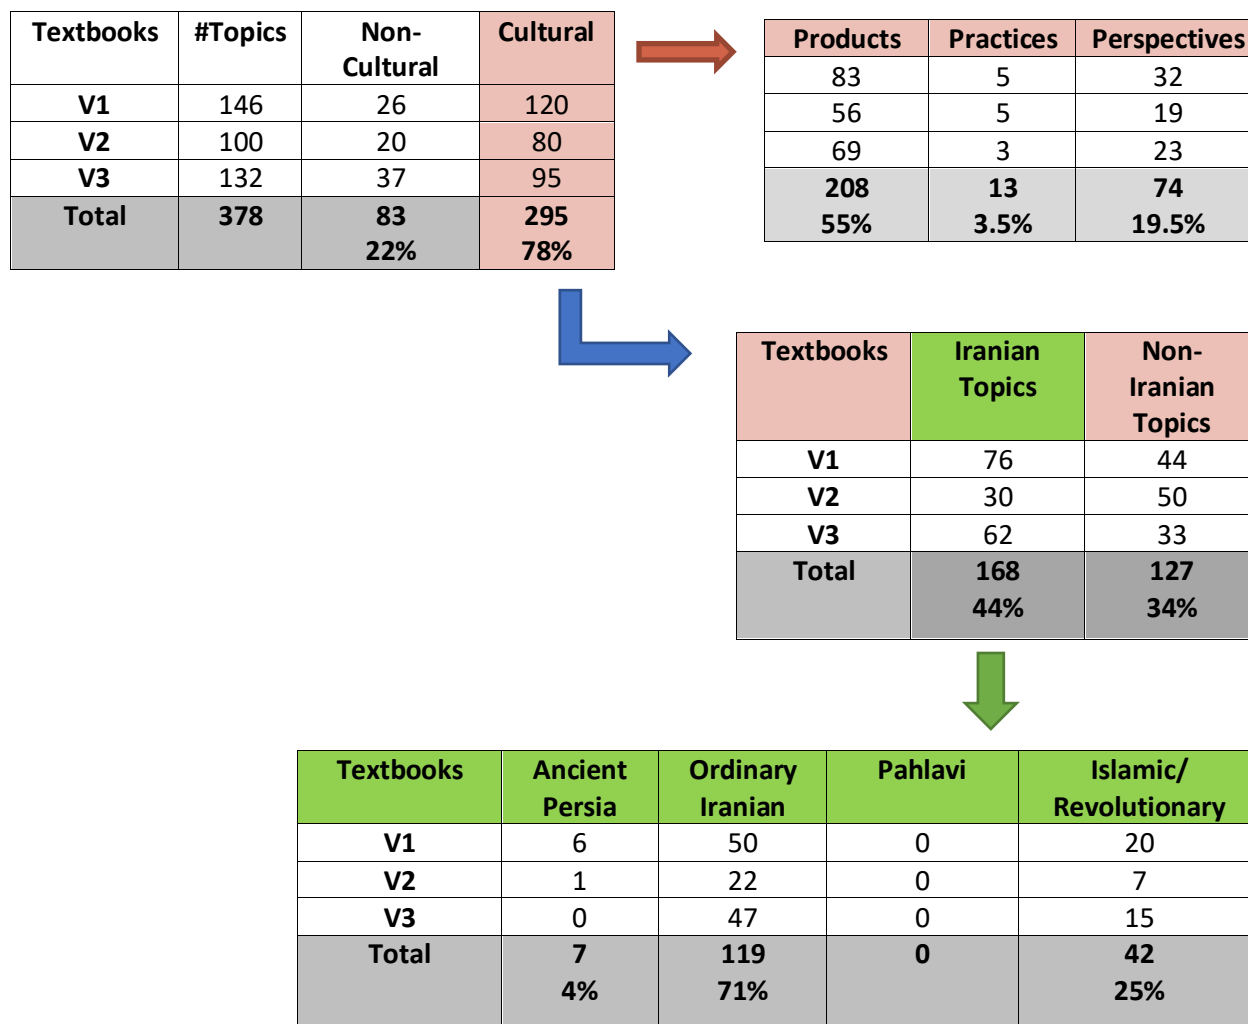 Textbooks #Topics Non- Cultural
Cultural
V1 146 26 120
V2 100 20 80
V3 132 37 95
Total 378 83 295
22% 78%
Products Practices Perspectives
83 5 32
56 5 19
69 3 23
208 13 74
55% 3.5% 19.5%
Textbooks Iranian Non-
Topics Iranian
Topics
V1 76 44
V2 30 50
V3 62 33
Total 168 127
44% 34%
Textbooks Ancient Ordinary Pahlavi Islamic/
Persia Iranian Revolutionary
V1 6 50 0 20
V2 1 22 0 7
V3 0 47 0 15
Total 7 119 0 42
4% 71% 25%